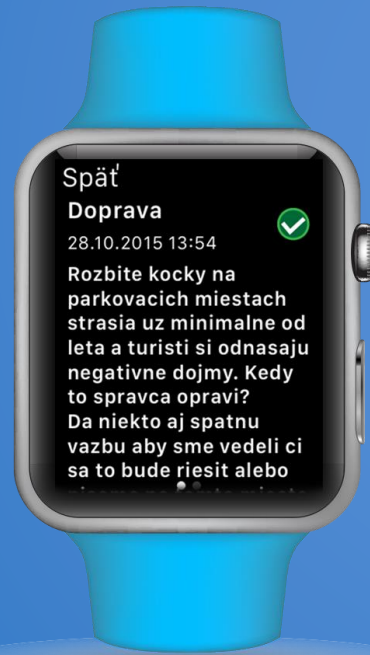 Späť
Doprava
28.10.2015 13:54
Rozbite kocky na
parkovacich miestach
strasia uz minimalne od
leta a turisti si odnasaju
negativne dojmy. Kedy
to spravca opravi?
Da niekto aj spatnu
vazbu aby sme vedeli ci
sa to bude riesit alebo